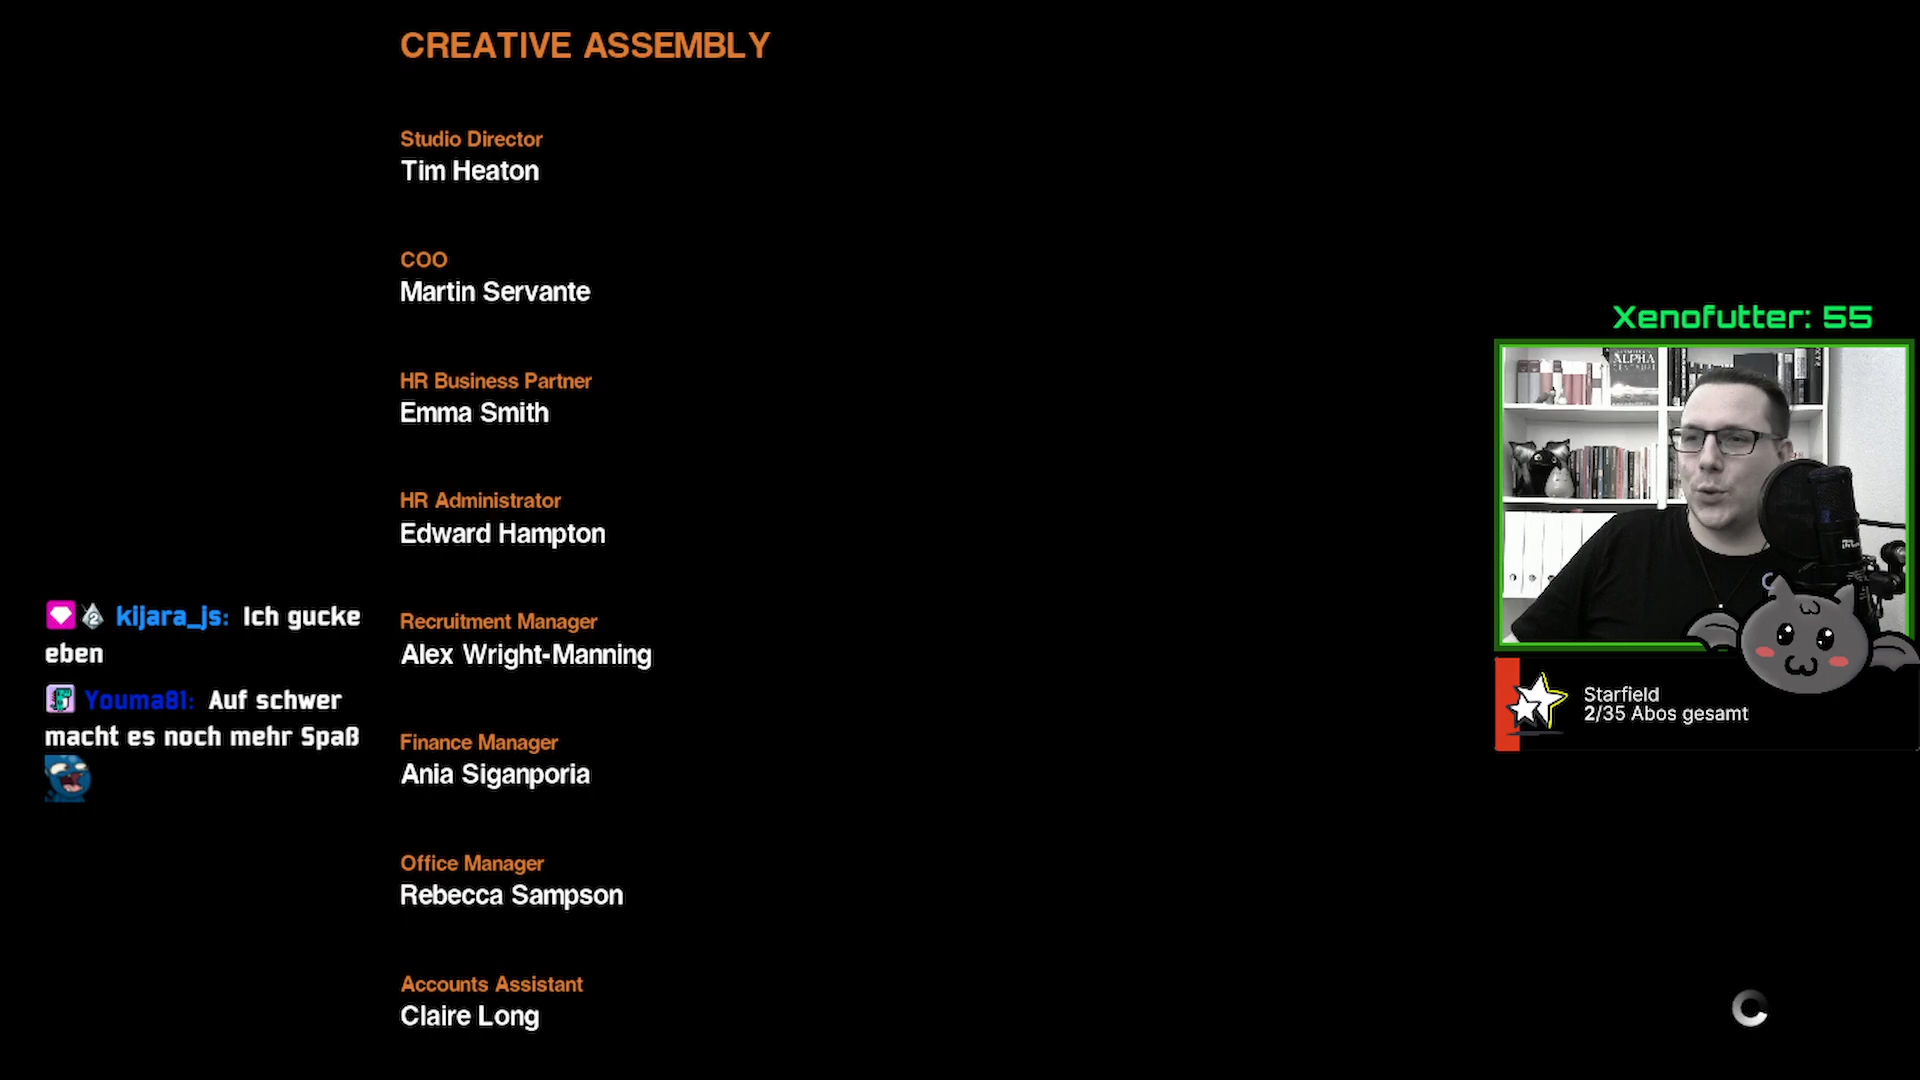 CREATIVE ASSEMBLY
Studio Director
Tim Heaton
COO
Martin Servante
HR Business Partner
Emma Smith
HR Administrator
Edward Hampton
Recruitment Manager
Alex Wright-Manning
Finance Manager
Ania Siganporia
Office Manager
Rebecca Sampson
Accounts Assistant
Claire Long
kijara_js: Ich gucke
eben
Youma81: Auf schwer
macht es noch mehr Spaß
Xenofutter: 55
ALPHA
Starfield
2/35 Abos gesamt